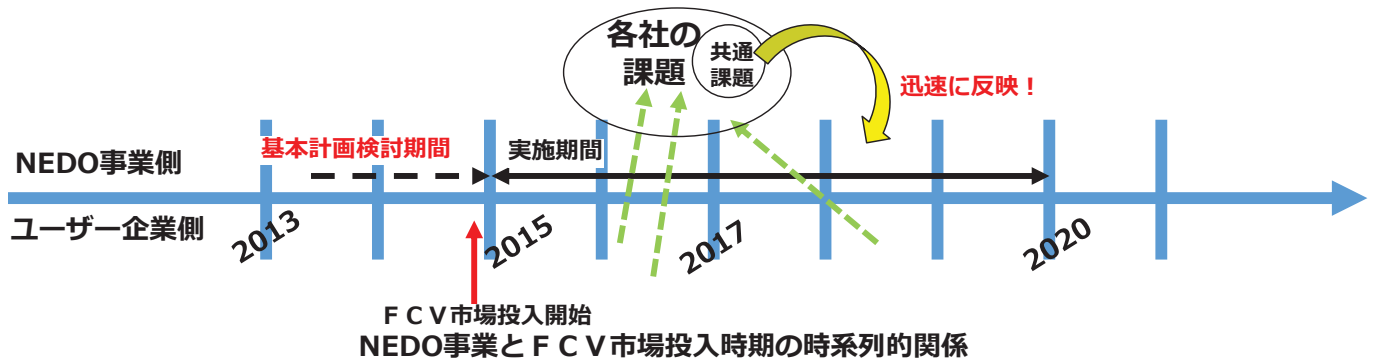 各社の
課題
共通
課題
迅速に反映！
基本計画検討期間
実施期間
NEDO事業側
ユーザー企業側
2013
2015
2017
2020
ＦＣＶ市場投入開始
NEDO事業とＦＣＶ市場投入時期の時系列的関係